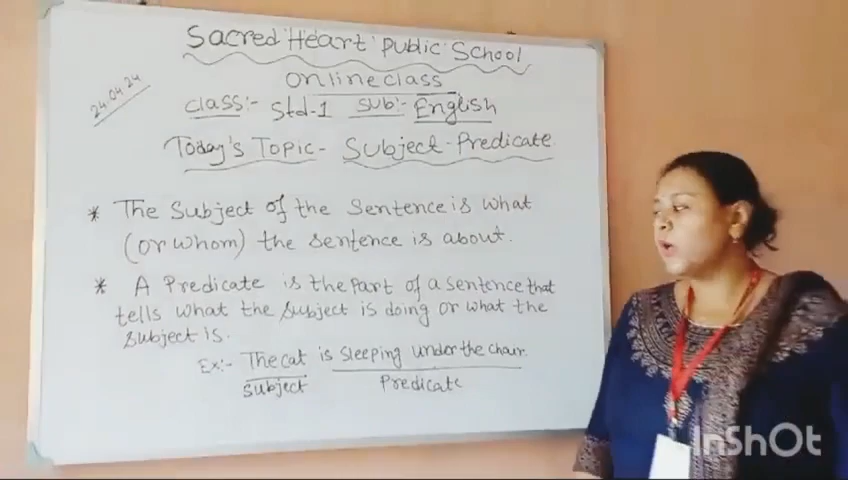 Sacred Heart Public School
Online class
24.04.24
Class:- Std-1 Sub:- English
Today's Topic - Subject-Predicate
* The Subject of the Sentence is what
(or whom) the sentence is about.
* A Predicate is the part of a sentence that
tells what the subject is doing or what the
subject is.
Ex:- The cat is sleeping under the chair.
Subject Predicate
InShOt